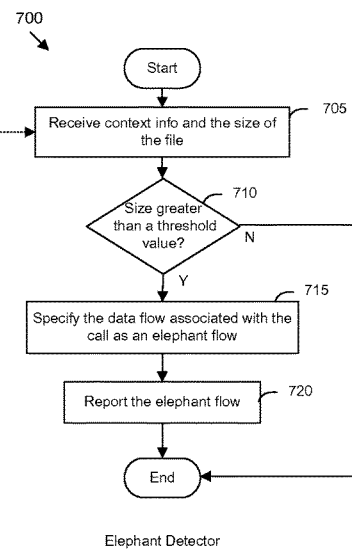 700
Start
705
Receive context info and the size of
the file
710
Size greater
than a threshold
value?
N
Y
715
Specify the data flow associated with the
call as an elephant flow
720
Report the elephant flow
End
Elephant Detector